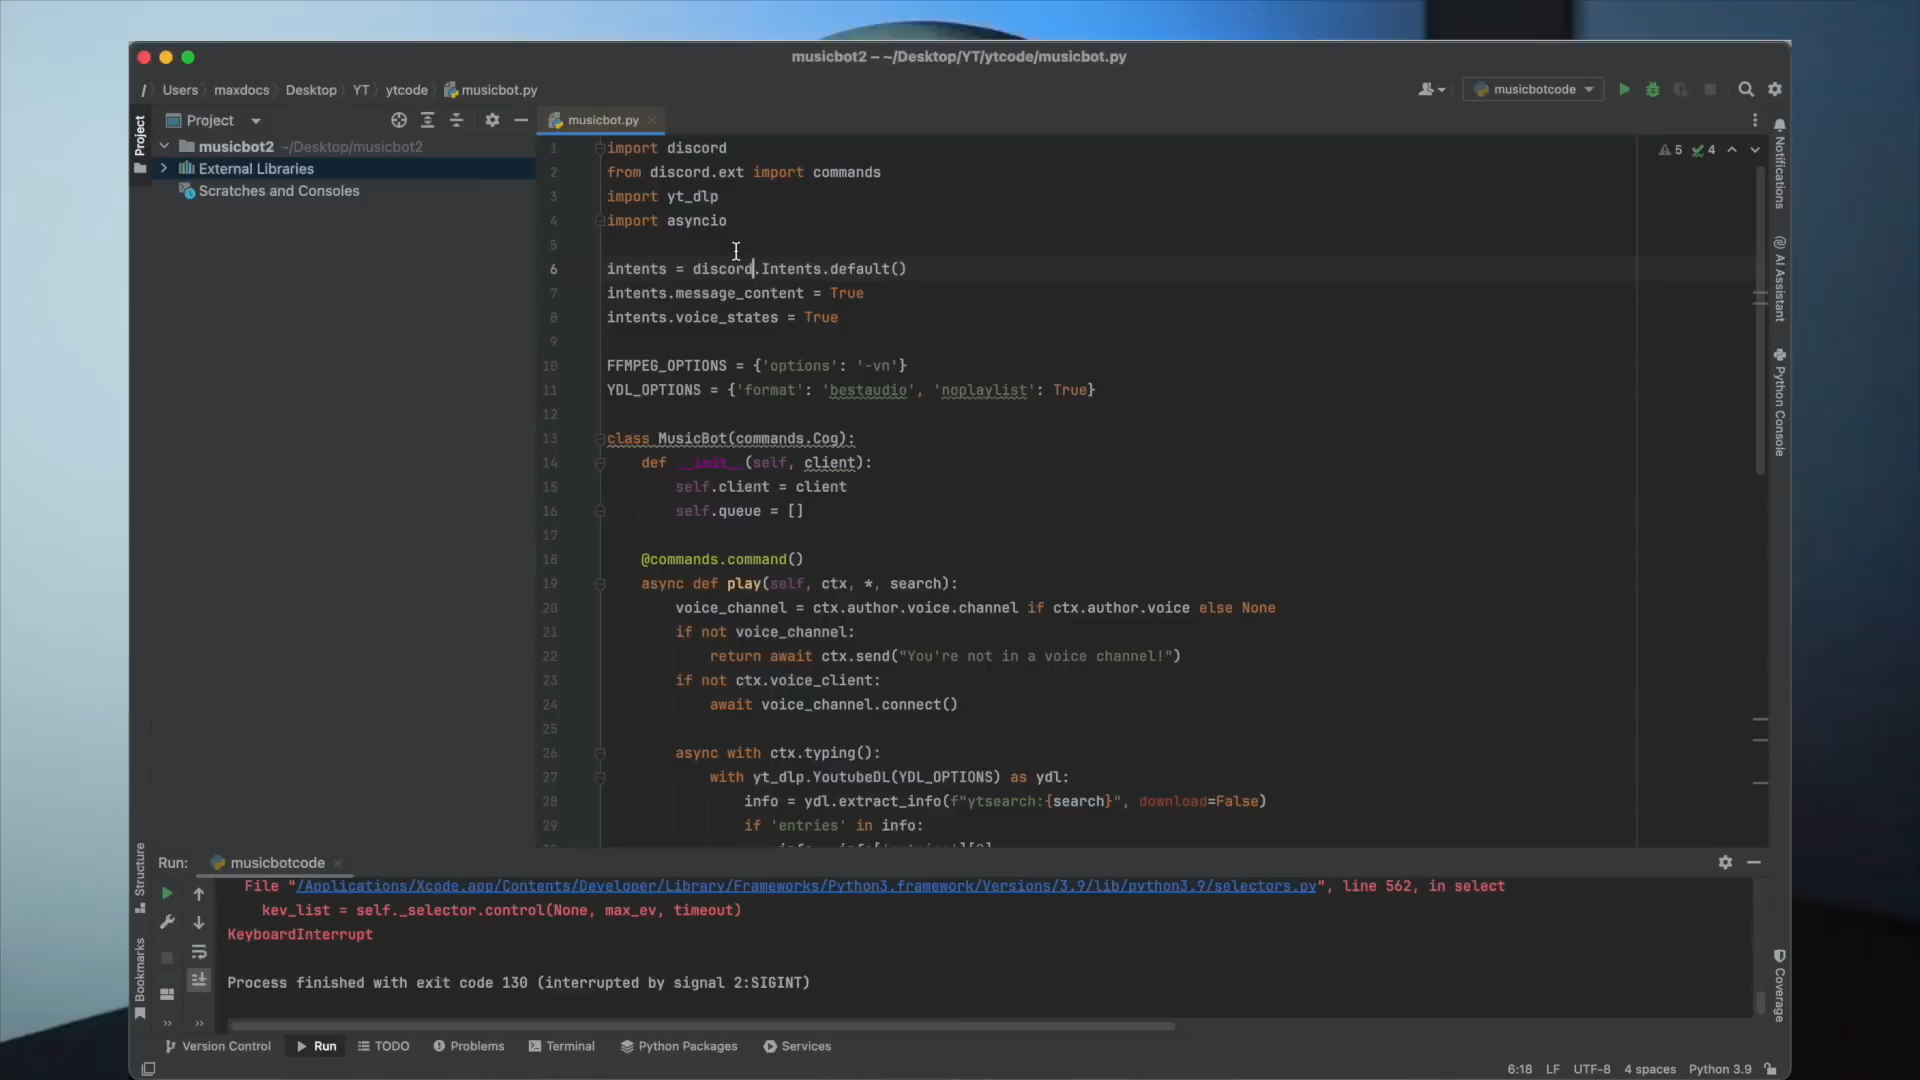 musicbot2 – ~/Desktop/YT/ytcode/musicbot.py
/ Users maxdocs Desktop YT ytcode musicbot.py
musicbotcode
Project
Project
musicbot2 ~/Desktop/musicbot2
External Libraries
Scratches and Consoles
musicbot.py
5 4
1 import discord
2 from discord.ext import commands
3 import yt_dlp
4 import asyncio
5
6 intents = discord.Intents.default()
7 intents.message_content = True
8 intents.voice_states = True
9
10 FFMPEG_OPTIONS = {'options': '-vn'}
11 YDL_OPTIONS = {'format': 'bestaudio', 'noplaylist': True}
12
13 class MusicBot(commands.Cog):
14 def __init__(self, client):
15 self.client = client
16 self.queue = []
17
18 @commands.command()
19 async def play(self, ctx, *, search):
20 voice_channel = ctx.author.voice.channel if ctx.author.voice else None
21 if not voice_channel:
22 return await ctx.send("You're not in a voice channel!")
23 if not ctx.voice_client:
24 await voice_channel.connect()
25
26 async with ctx.typing():
27 with yt_dlp.YoutubeDL(YDL_OPTIONS) as ydl:
28 info = ydl.extract_info(f"ytsearch:{search}", download=False)
29 if 'entries' in info:
Notifications
AI Assistant
Python Console
Coverage
Structure
Bookmarks
Run: musicbotcode
File "/Applications/Xcode.app/Contents/Developer/Library/Frameworks/Python3.framework/Versions/3.9/lib/python3.9/selectors.py", line 562, in select
kev_list = self._selector.control(None, max_ev, timeout)
KeyboardInterrupt
Process finished with exit code 130 (interrupted by signal 2:SIGINT)
Version Control Run TODO Problems Terminal Python Packages Services
6:18 LF UTF-8 4 spaces Python 3.9